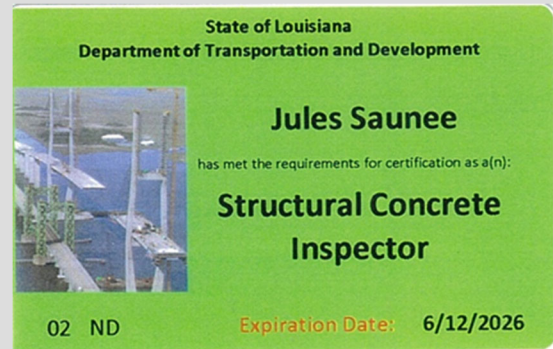 State of Louisiana
Department of Transportation and Development
Jules Saunee
has met the requirements for certification as a(n):
Structural Concrete
Inspector
02 ND
Expiration Date: 6/12/2026